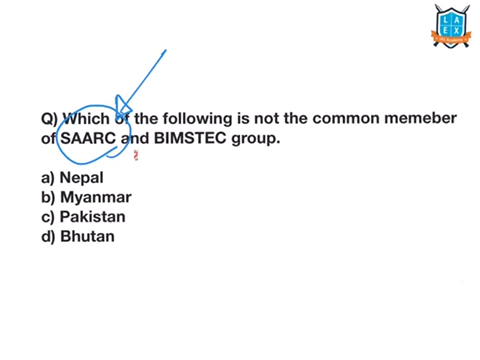 L A
E X
Q) Which of the following is not the common memeber
of SAARC and BIMSTEC group.
a) Nepal
b) Myanmar
c) Pakistan
d) Bhutan